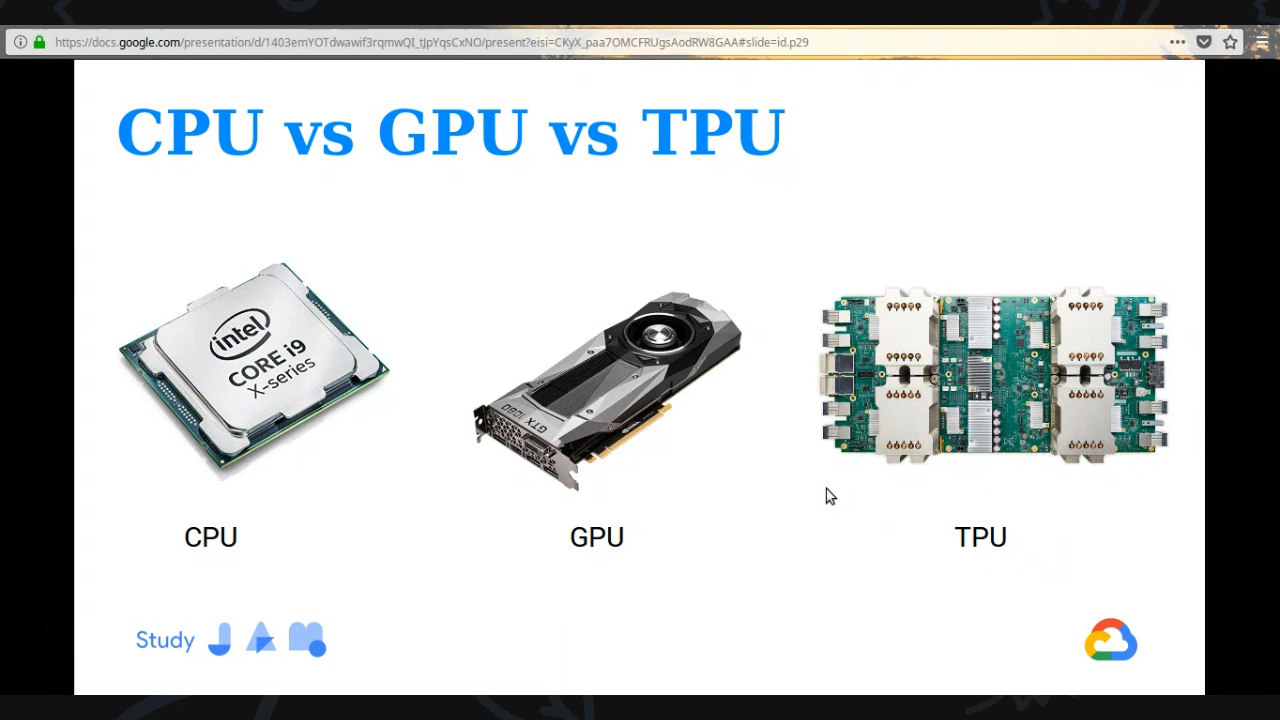 https://docs.google.com/presentation/d/1403emYOTdwawif3rqmwQI_tJpYqsCxNO/present?eisi=CKyX_paa7OMCFRUgsAodRW8GAA#slide=id.p29
CPU vs GPU vs TPU
intel
CORE i9
X-series
GTX 1080
CPU
GPU
TPU
Study JAM